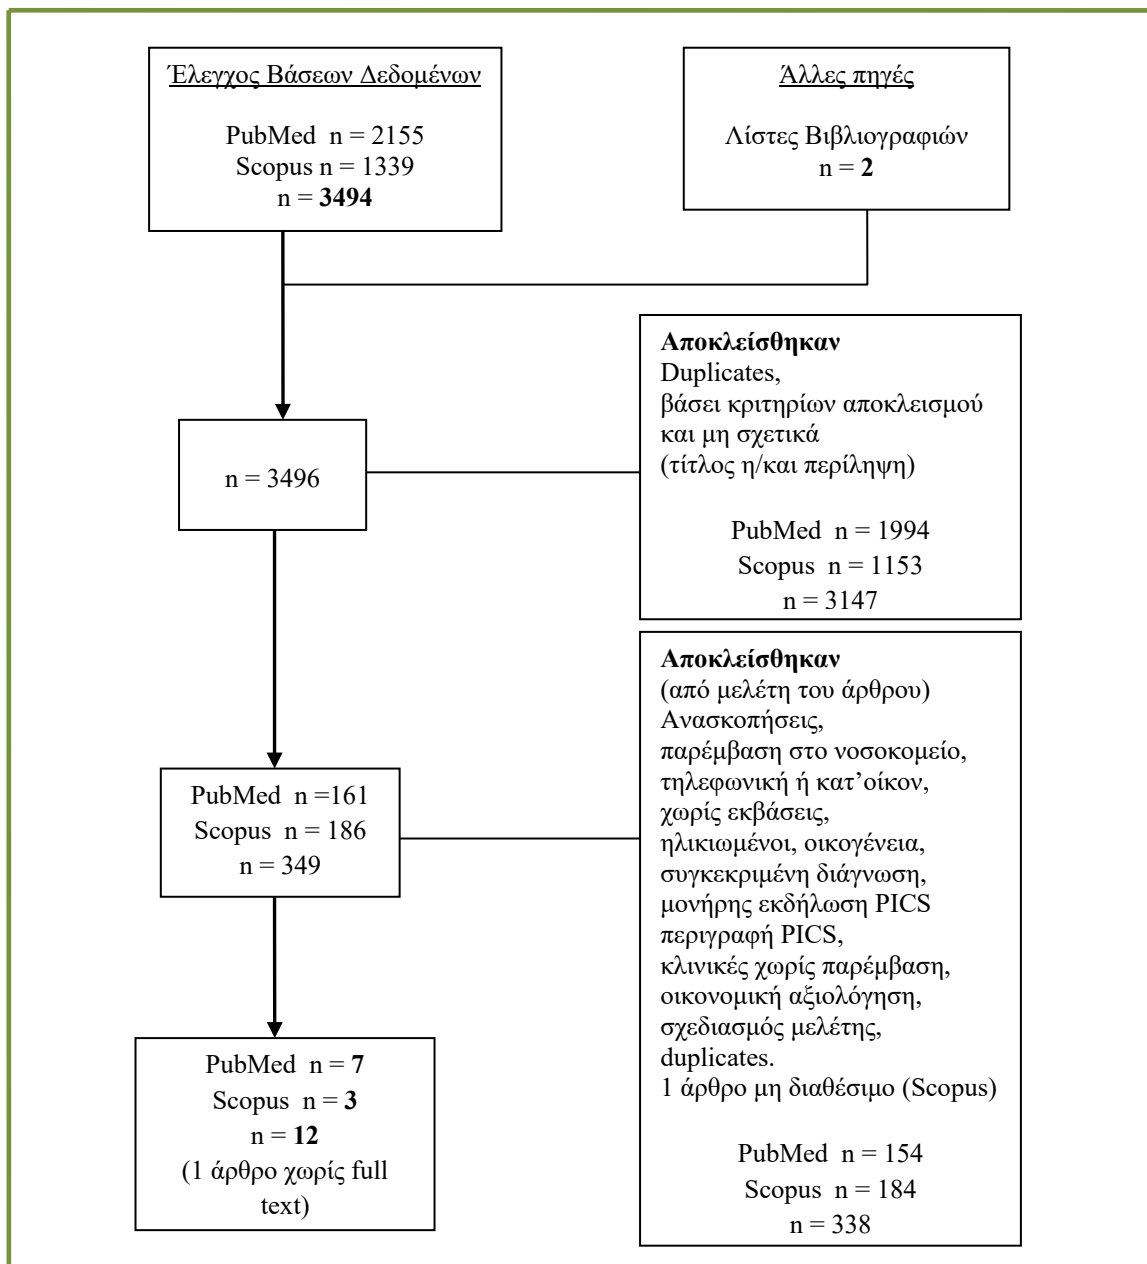 Έλεγχος Βάσεων Δεδομένων
PubMed n = 2155
Scopus n = 1339
n = 3494
Άλλες πηγές
Λίστες Βιβλιογραφιών
n = 2
n = 3496
Αποκλείσθηκαν
Duplicates,
βάσει κριτηρίων αποκλεισμού
και μη σχετικά
(τίτλος η/και περίληψη)
PubMed n = 1994
Scopus n = 1153
n = 3147
PubMed n =161
Scopus n = 186
n = 349
Αποκλείσθηκαν
(από μελέτη του άρθρου)
Ανασκοπήσεις,
παρέμβαση στο νοσοκομείο,
τηλεφωνική ή κατ’οίκον,
χωρίς εκβάσεις,
ηλικιωμένοι, οικογένεια,
συγκεκριμένη διάγνωση,
μονήρης εκδήλωση PICS
περιγραφή PICS,
κλινικές χωρίς παρέμβαση,
οικονομική αξιολόγηση,
σχεδιασμός μελέτης,
duplicates.
1 άρθρο μη διαθέσιμο (Scopus)
PubMed n = 154
Scopus n = 184
n = 338
PubMed n = 7
Scopus n = 3
n = 12
(1 άρθρο χωρίς full
text)